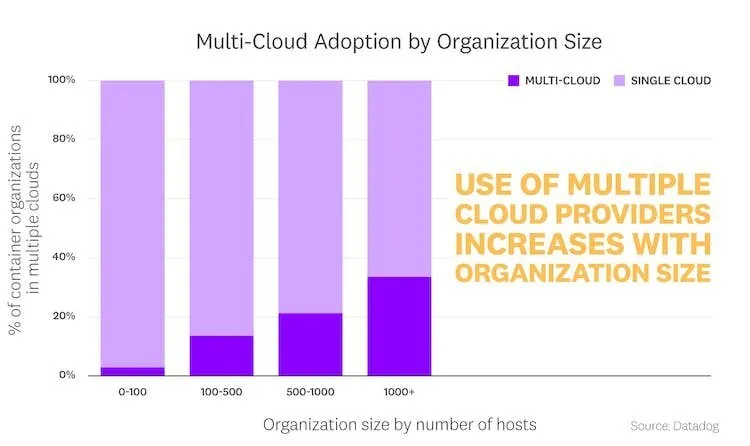 Multi-Cloud Adoption by Organization Size
MULTI-CLOUD
SINGLE CLOUD
% of container organizations
in multiple clouds
100%
80%
60%
40%
20%
0%
USE OF MULTIPLE
CLOUD PROVIDERS
INCREASES WITH
ORGANIZATION SIZE
0-100
100-500
500-1000
1000+
Organization size by number of hosts
Source: Datadog